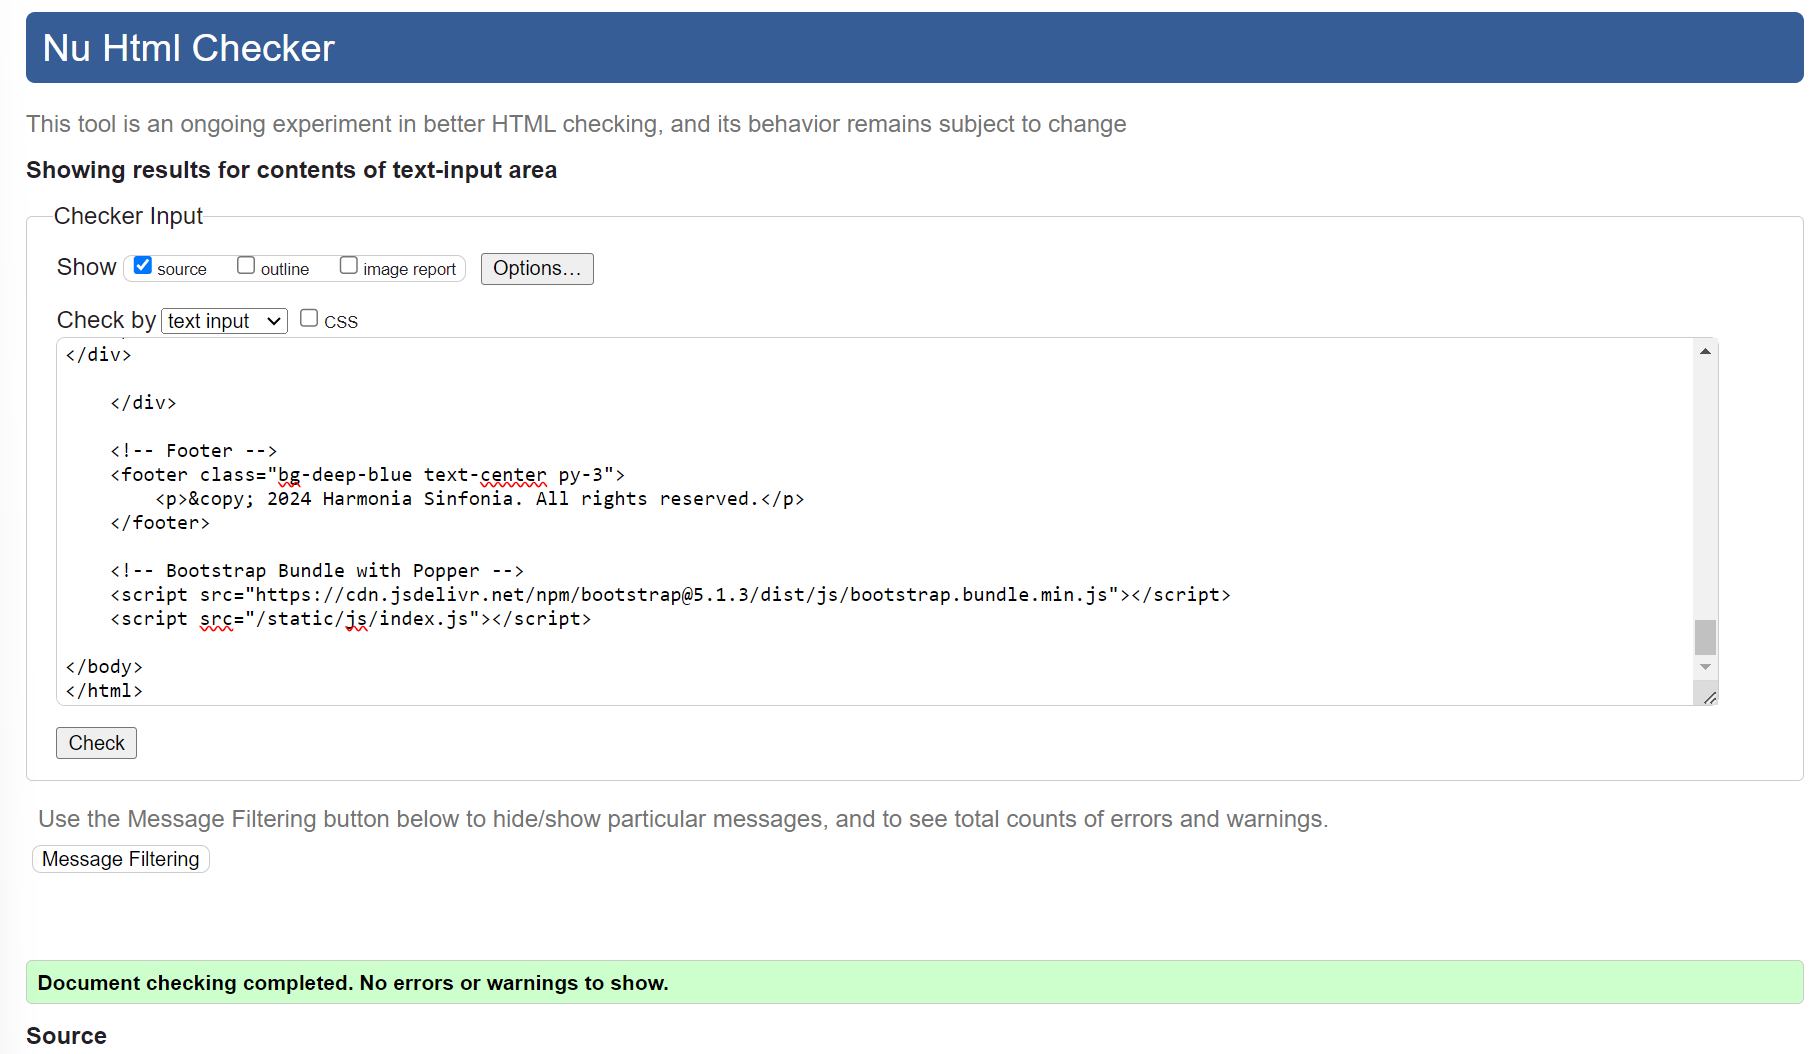 Nu Html Checker
This tool is an ongoing experiment in better HTML checking, and its behavior remains subject to change
Showing results for contents of text-input area
Checker Input
Show source outline image report Options...
Check by text input CSS
</div>
</div>
<!-- Footer -->
<footer class="bg-deep-blue text-center py-3">
<p>&copy; 2024 Harmonia Sinfonia. All rights reserved.</p>
</footer>
<!-- Bootstrap Bundle with Popper -->
<script src="https://cdn.jsdelivr.net/npm/bootstrap@5.1.3/dist/js/bootstrap.bundle.min.js"></script>
<script src="/static/js/index.js"></script>
</body>
</html>
Check
Use the Message Filtering button below to hide/show particular messages, and to see total counts of errors and warnings.
Message Filtering
Document checking completed. No errors or warnings to show.
Source